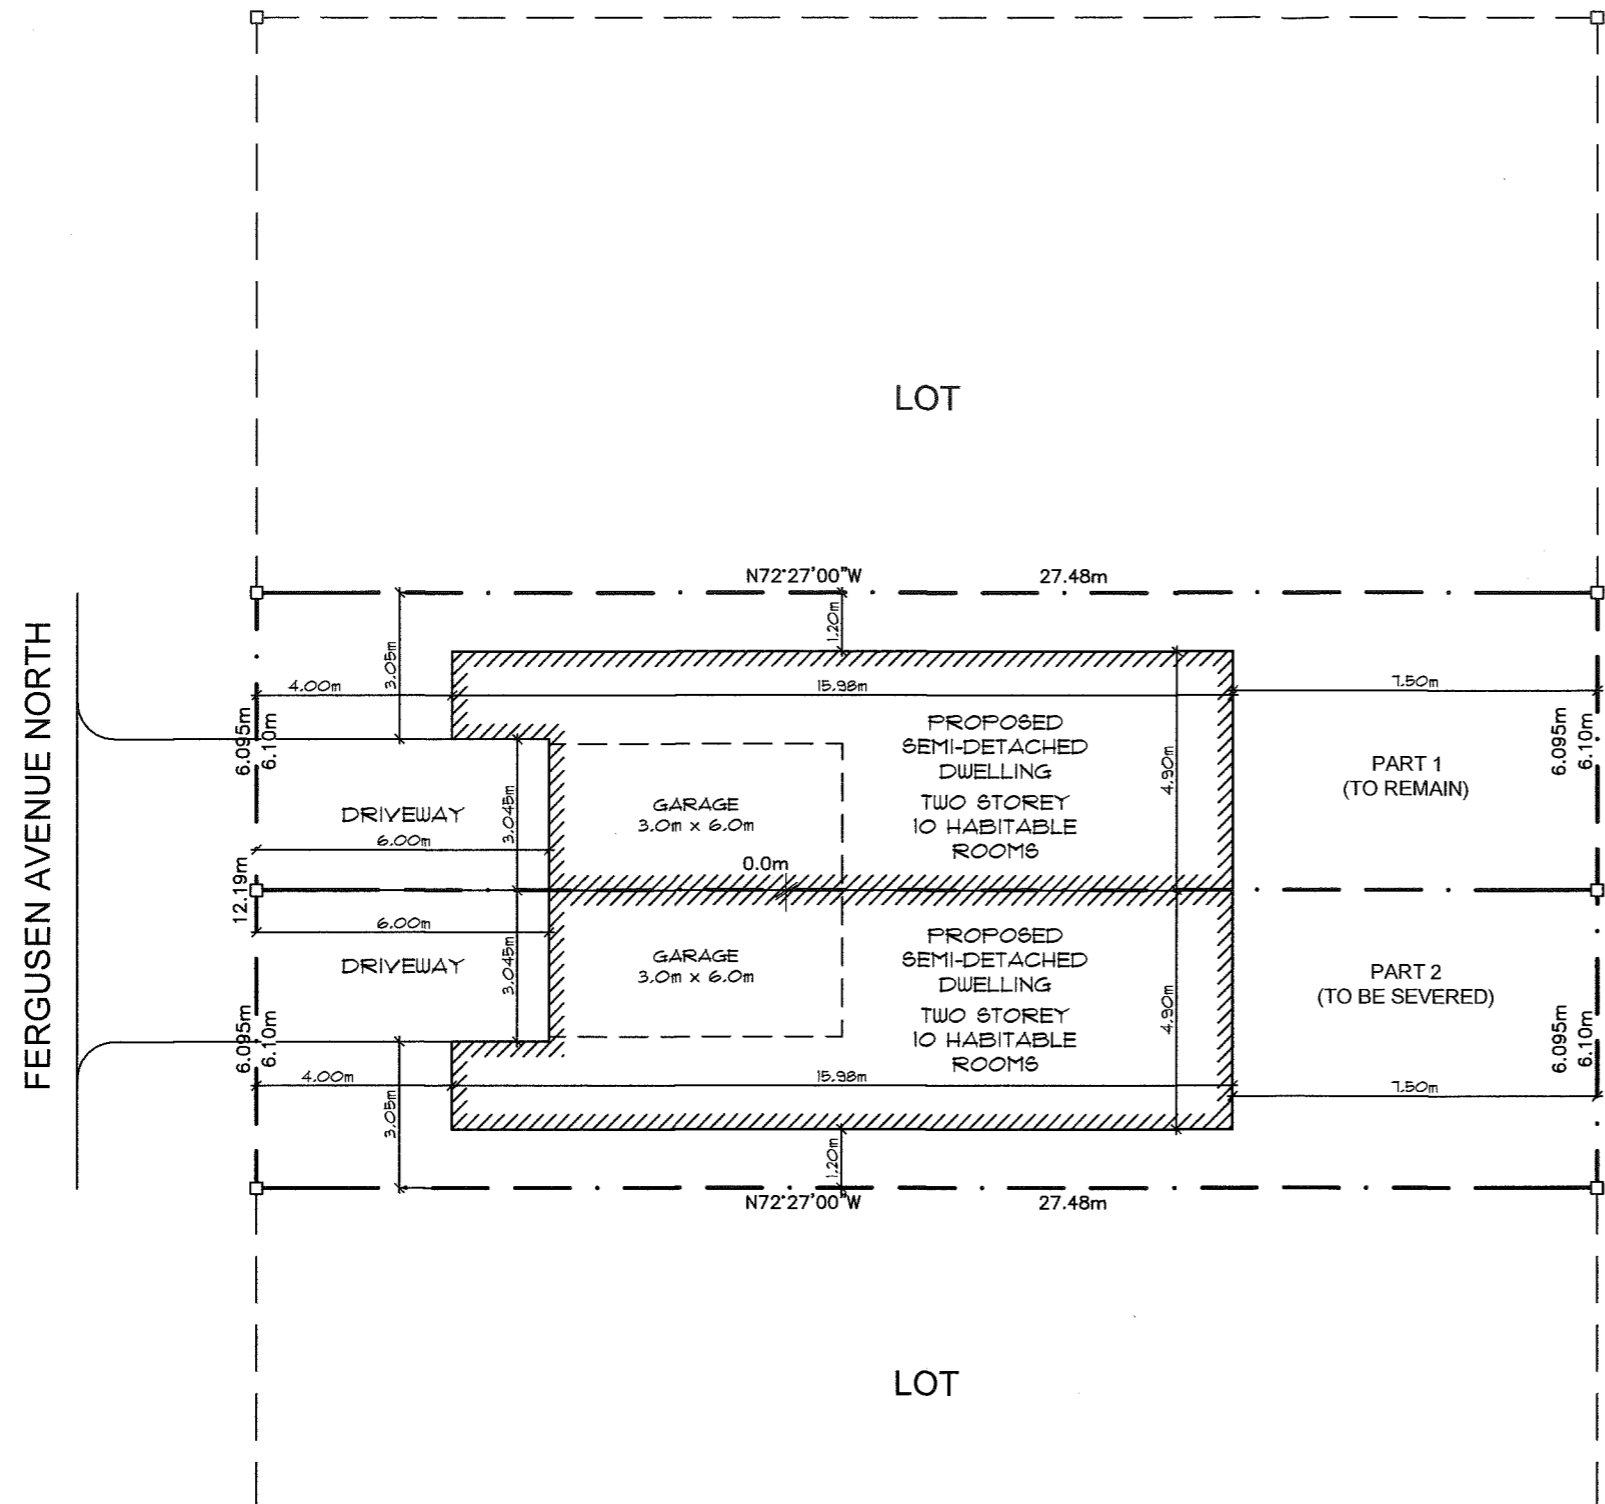 LOT
N72°27'00"W 27.48m
1.20m
3.05m
4.00m
15.98m
7.50m
FERGUSEN AVENUE NORTH
6.095m
6.10m
PROPOSED
SEMI-DETACHED
DWELLING
TWO STOREY
10 HABITABLE
ROOMS
4.90m
6.095m
6.10m
PART 1
(TO REMAIN)
DRIVEWAY
6.00m
3.045m
GARAGE
3.0m x 6.0m
0.0m
12.19m
6.00m
DRIVEWAY
3.045m
GARAGE
3.0m x 6.0m
PROPOSED
SEMI-DETACHED
DWELLING
TWO STOREY
10 HABITABLE
ROOMS
4.90m
PART 2
(TO BE SEVERED)
6.095m
6.10m
6.095m
6.10m
4.00m
15.98m
7.50m
3.05m
1.20m
N72°27'00"W 27.48m
LOT